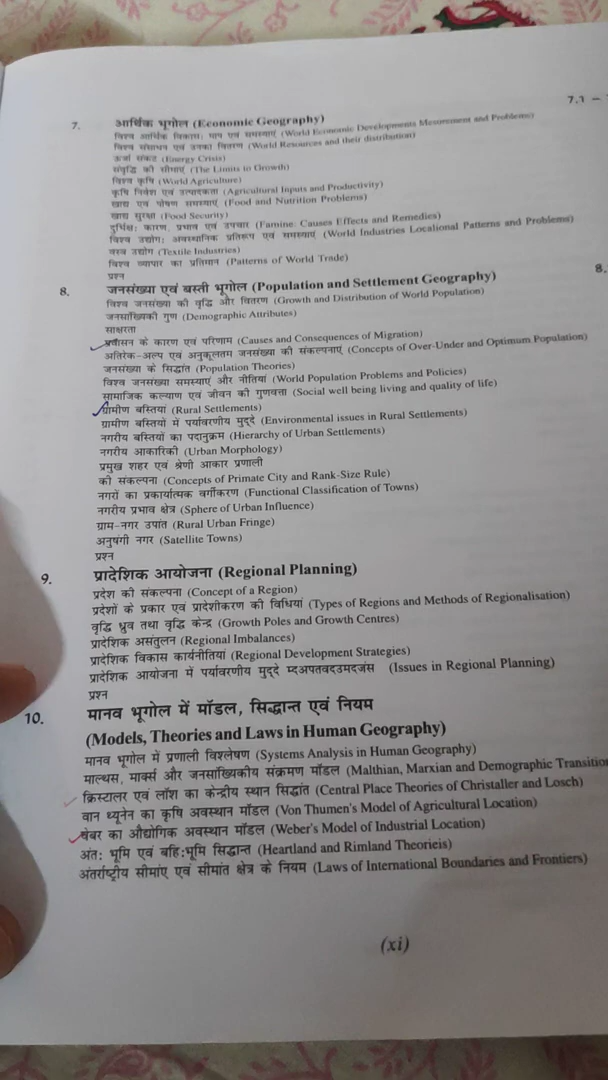 7.1 –
7. आर्थिक भूगोल (Economic Geography)
विश्व आर्थिक विकास: माप एवं समस्याएं (World Economic Developments Mesurement and Problems)
विश्व संसाधन एवं उनका वितरण (World Resources and their distribution)
ऊर्जा संकट (Energy Crisis)
संवृद्धि की सीमाएं (The Limits to Growth)
विश्व कृषि (World Agriculture)
कृषि निवेश एवं उत्पादकता (Agricultural Inputs and Productivity)
खाद्य एवं पोषण समस्याएं (Food and Nutrition Problems)
खाद्य सुरक्षा (Food Security)
दुर्भिक्ष: कारण, प्रभाव एवं उपचार (Famine: Causes Effects and Remedies)
विश्व उद्योग: अवस्थानिक प्रतिरूप एवं समस्याएं (World Industries Locational Patterns and Problems)
वस्त्र उद्योग (Textile Industries)
विश्व व्यापार का प्रतिमान (Patterns of World Trade)
प्रश्न
8.
8. जनसंख्या एवं बस्ती भूगोल (Population and Settlement Geography)
विश्व जनसंख्या की वृद्धि और वितरण (Growth and Distribution of World Population)
जनसांख्यिकी गुण (Demographic Attributes)
साक्षरता
प्रवासन के कारण एवं परिणाम (Causes and Consequences of Migration)
अतिरेक-अल्प एवं अनुकूलतम जनसंख्या की संकल्पनाएं (Concepts of Over-Under and Optimum Population)
जनसंख्या के सिद्धांत (Population Theories)
विश्व जनसंख्या समस्याएं और नीतियां (World Population Problems and Policies)
सामाजिक कल्याण एवं जीवन की गुणवत्ता (Social well being living and quality of life)
ग्रामीण बस्तियां (Rural Settlements)
ग्रामीण बस्तियों में पर्यावरणीय मुद्दे (Environmental issues in Rural Settlements)
नगरीय बस्तियों का पदानुक्रम (Hierarchy of Urban Settlements)
नगरीय आकारिकी (Urban Morphology)
प्रमुख शहर एवं श्रेणी आकार प्रणाली
की संकल्पना (Concepts of Primate City and Rank-Size Rule)
नगरों का प्रकार्यात्मक वर्गीकरण (Functional Classification of Towns)
नगरीय प्रभाव क्षेत्र (Sphere of Urban Influence)
ग्राम-नगर उपांत (Rural Urban Fringe)
अनुषंगी नगर (Satellite Towns)
प्रश्न
9. प्रादेशिक आयोजना (Regional Planning)
प्रदेश की संकल्पना (Concept of a Region)
प्रदेशों के प्रकार एवं प्रादेशीकरण की विधियां (Types of Regions and Methods of Regionalisation)
वृद्धि ध्रुव तथा वृद्धि केन्द्र (Growth Poles and Growth Centres)
प्रादेशिक असंतुलन (Regional Imbalances)
प्रादेशिक विकास कार्यनीतियां (Regional Development Strategies)
प्रादेशिक आयोजना में पर्यावरणीय मुद्दे म्दअपतवदउमदजंस (Issues in Regional Planning)
प्रश्न
10. मानव भूगोल में मॉडल, सिद्धान्त एवं नियम
(Models, Theories and Laws in Human Geography)
मानव भूगोल में प्रणाली विश्लेषण (Systems Analysis in Human Geography)
माल्थस, मार्क्स और जनसांख्यिकीय संक्रमण मॉडल (Malthian, Marxian and Demographic Transition
क्रिस्टालर एवं लॉश का केन्द्रीय स्थान सिद्धांत (Central Place Theories of Christaller and Losch)
वान थ्यूनेन का कृषि अवस्थान मॉडल (Von Thumen's Model of Agricultural Location)
वेबर का औद्योगिक अवस्थान मॉडल (Weber's Model of Industrial Location)
अंत: भूमि एवं बहि:भूमि सिद्धान्त (Heartland and Rimland Theorieis)
अंतर्राष्ट्रीय सीमांए एवं सीमांत क्षेत्र के नियम (Laws of International Boundaries and Frontiers)
(xi)